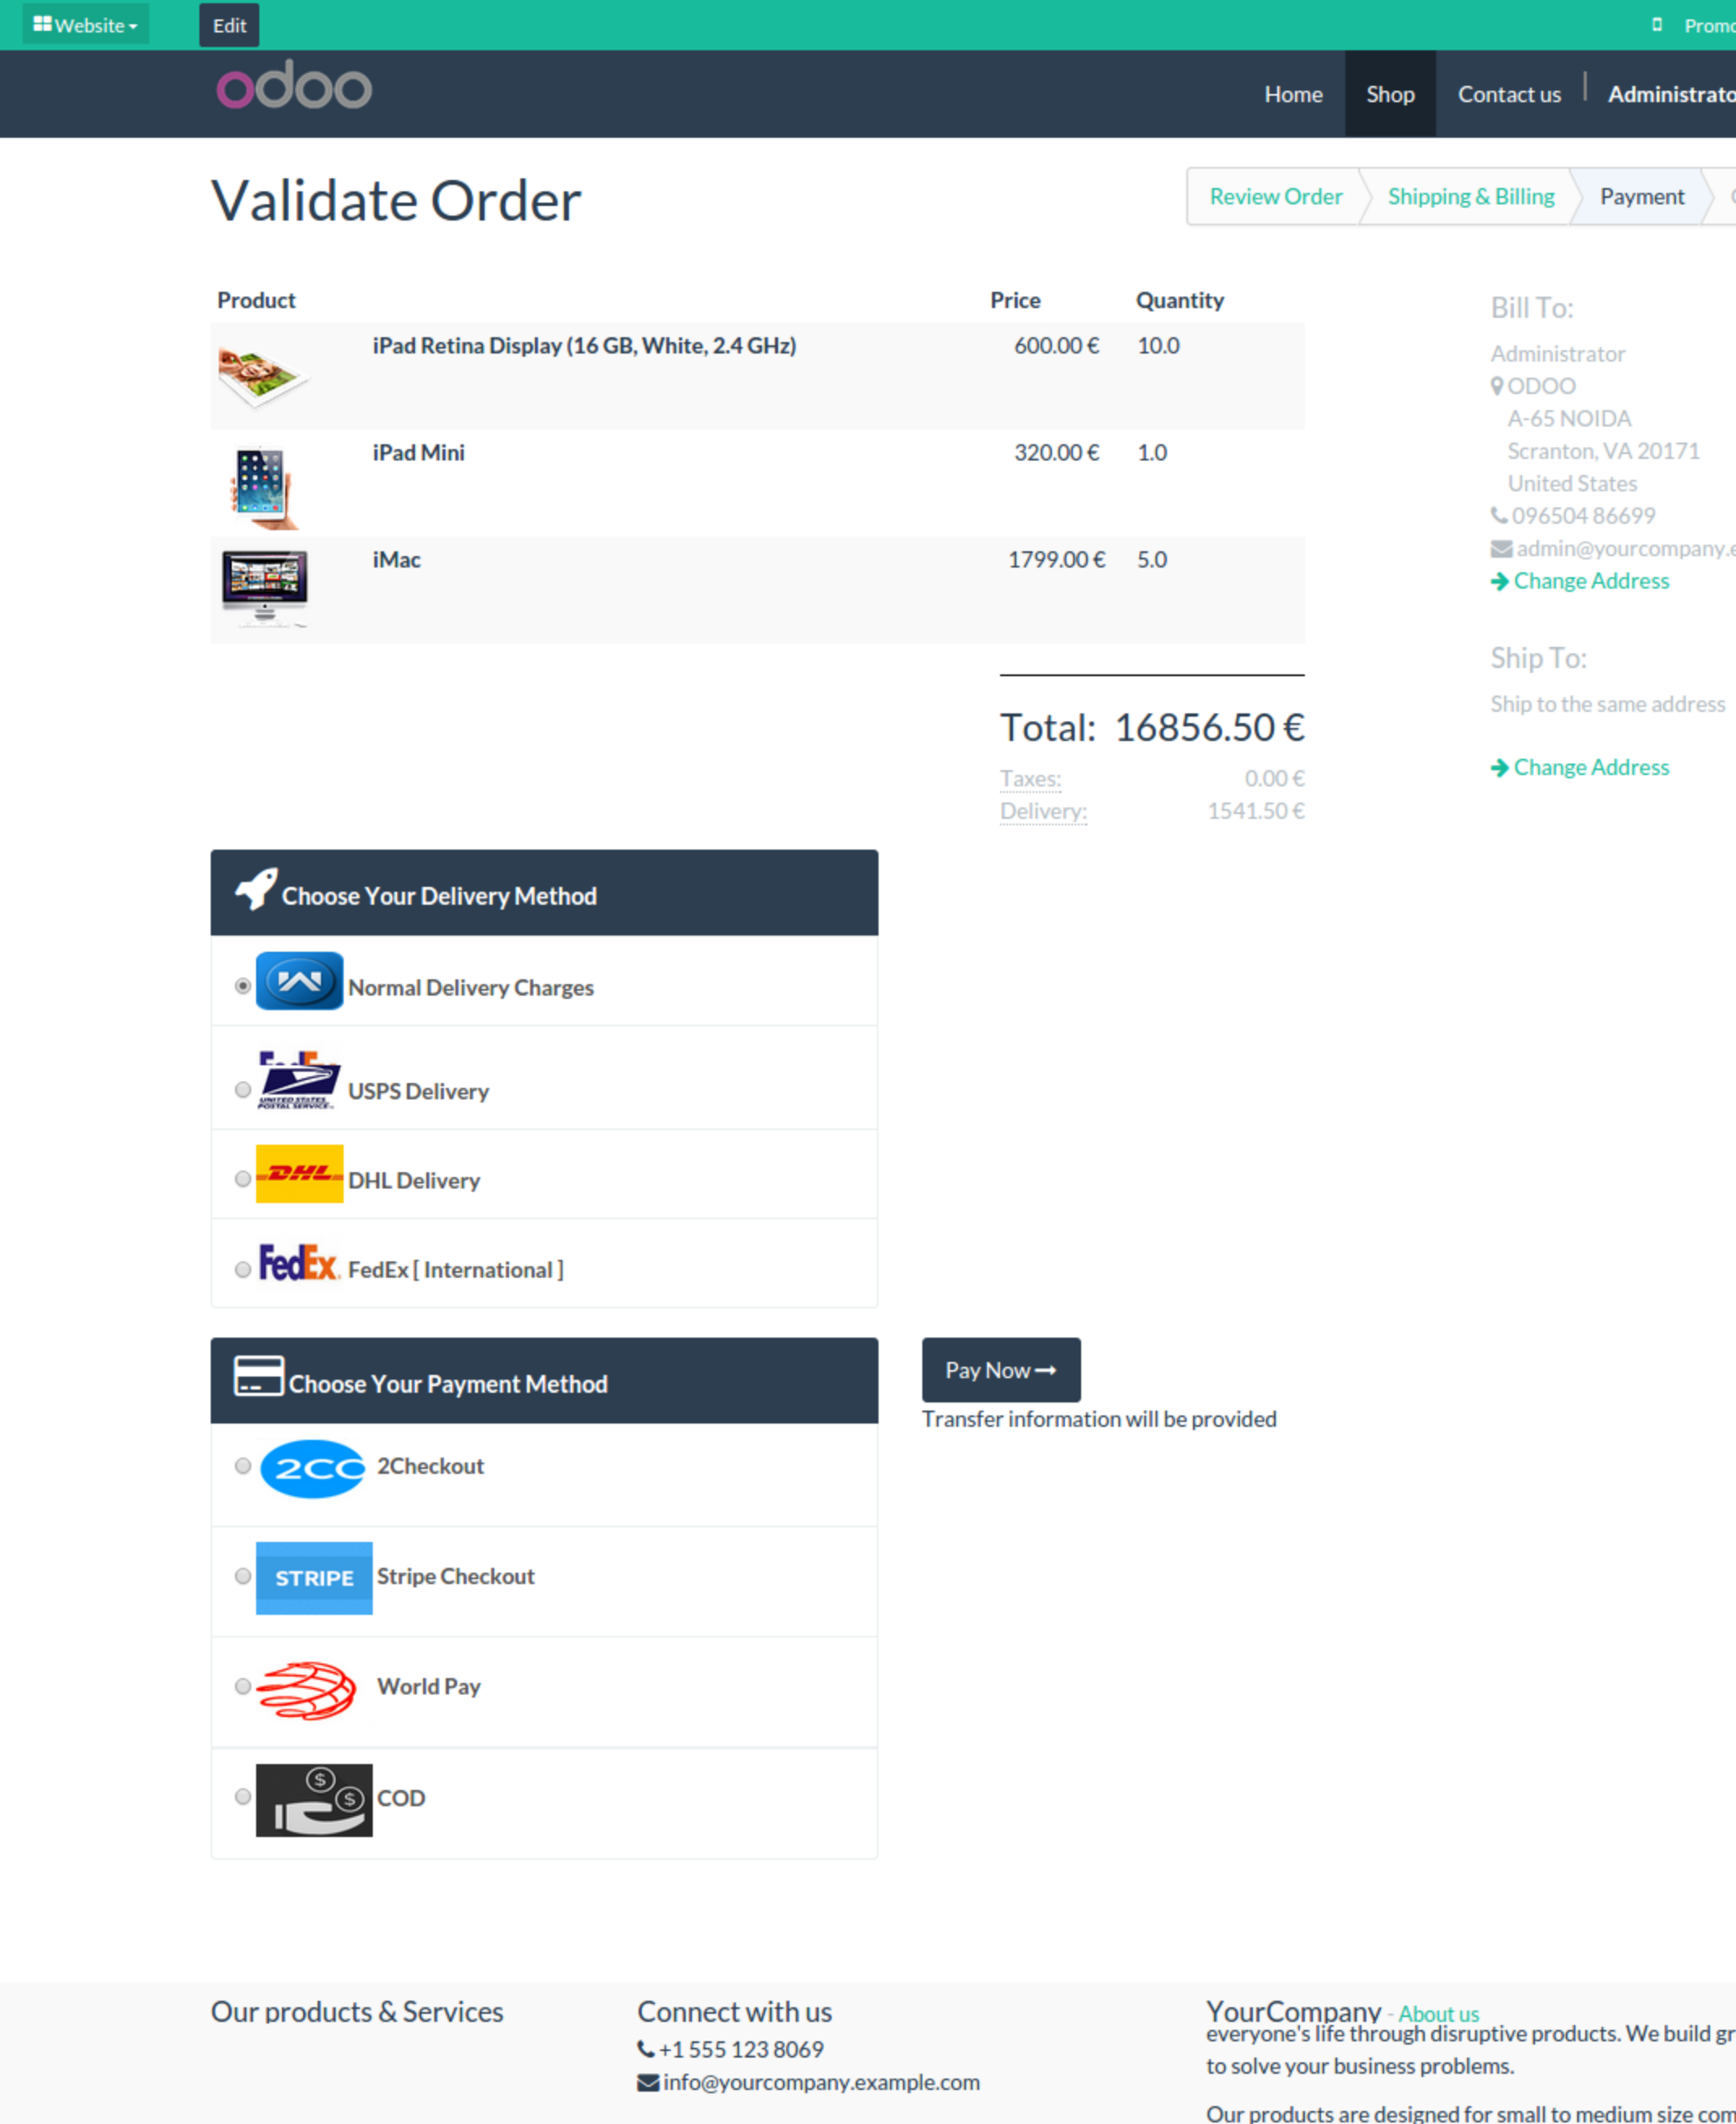 Website
Edit
Promo
odoo
Home
Shop
Contact us
Administrato
Validate Order
Review Order
Shipping & Billing
Payment
Product
Price
Quantity
iPad Retina Display (16 GB, White, 2.4 GHz)
600.00 €
10.0
iPad Mini
320.00 €
1.0
iMac
1799.00 €
5.0
Total: 16856.50 €
Taxes: 0.00 €
Delivery: 1541.50 €
Bill To:
Administrator
ODOO
A-65 NOIDA
Scranton, VA 20171
United States
096504 86699
admin@yourcompany.e
Change Address
Ship To:
Ship to the same address
Change Address
Choose Your Delivery Method
Normal Delivery Charges
UNITED STATES
POSTAL SERVICE
USPS Delivery
DHL
DHL Delivery
FedEx
FedEx [ International ]
Choose Your Payment Method
2CO
2Checkout
STRIPE
Stripe Checkout
World Pay
COD
Pay Now
Transfer information will be provided
Our products & Services
Connect with us
+1 555 123 8069
info@yourcompany.example.com
YourCompany - About us
everyone's life through disruptive products. We build gr
to solve your business problems.
Our products are designed for small to medium size com